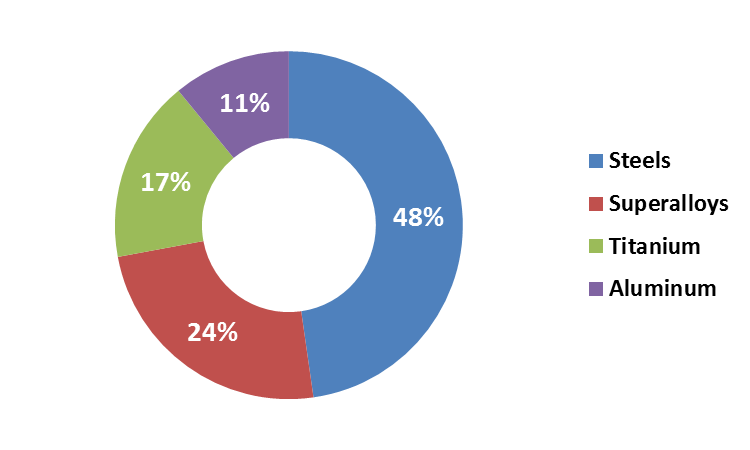 11%
17%
48%
24%
Steels
Superalloys
Titanium
Aluminum